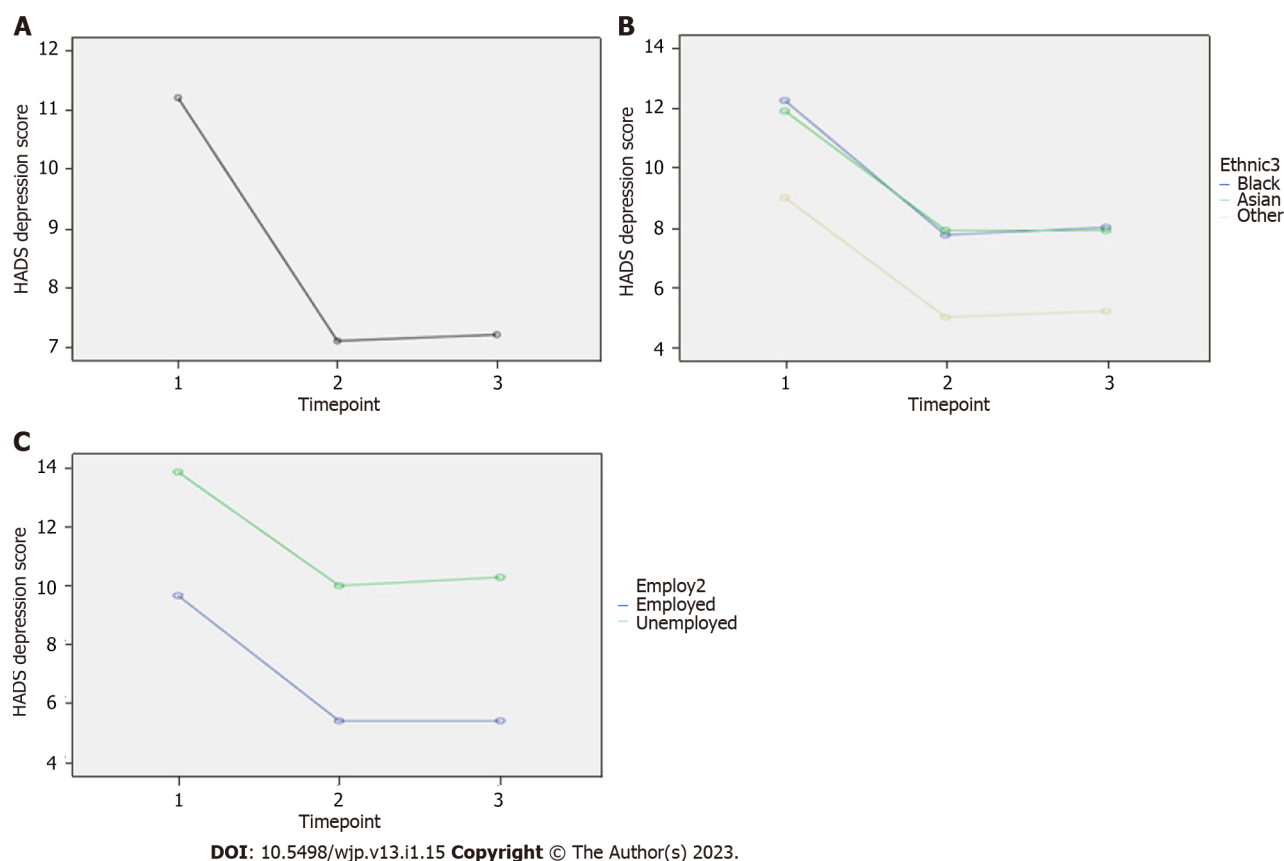 A
HADS depression score
12
11
10
9
8
7
1 2 3
Timepoint
B
HADS depression score
14
12
10
8
6
4
1 2 3
Timepoint
Ethnic3
Black
Asian
Other
C
HADS depression score
14
12
10
8
6
4
1 2 3
Timepoint
Employ2
Employed
Unemployed
DOI: 10.5498/wjp.v13.i1.15 Copyright © The Author(s) 2023.